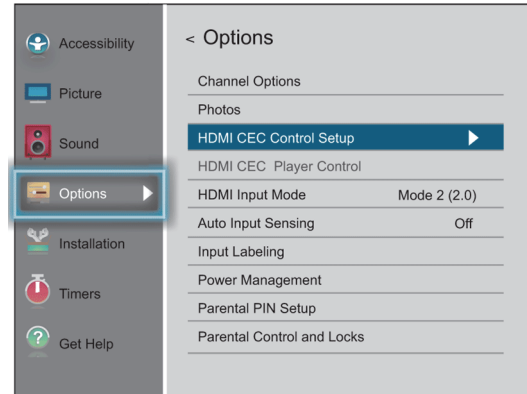 Accessibility
Picture
Sound
Options
Installation
Timers
Get Help
< Options
Channel Options
Photos
HDMI CEC Control Setup
HDMI CEC Player Control
HDMI Input Mode Mode 2 (2.0)
Auto Input Sensing Off
Input Labeling
Power Management
Parental PIN Setup
Parental Control and Locks